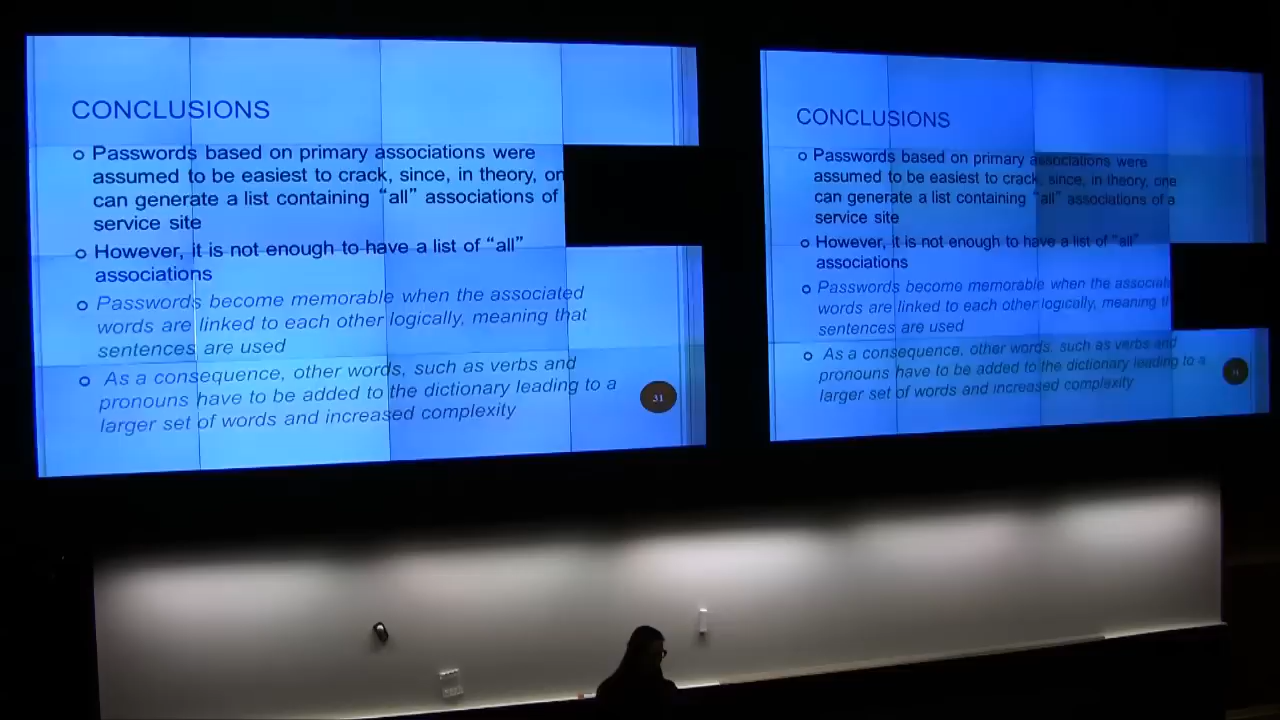 CONCLUSIONS
Passwords based on primary associations were
assumed to be easiest to crack, since, in theory, on
can generate a list containing “all” associations of
service site
However, it is not enough to have a list of “all”
associations
Passwords become memorable when the associated
words are linked to each other logically, meaning that
sentences are used
As a consequence, other words, such as verbs and
pronouns have to be added to the dictionary leading to a
larger set of words and increased complexity
31
CONCLUSIONS
Passwords based on primary associations were
assumed to be easiest to crack, since, in theory, one
can generate a list containing “all” associations of a
service site
However, it is not enough to have a list of “all”
associations
Passwords become memorable when the associat
words are linked to each other logically, meaning t
sentences are used
As a consequence, other words, such as verbs and
pronouns have to be added to the dictionary leading to a
larger set of words and increased complexity
31